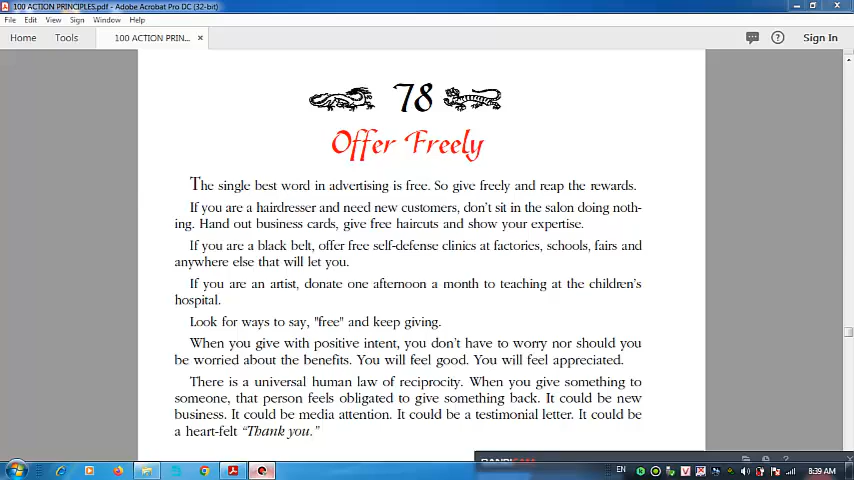 100 ACTION PRINCIPLES.pdf - Adobe Acrobat Pro DC (32-bit)
File Edit View Sign Window Help
Home Tools 100 ACTION PRIN... × Sign In
78
Offer Freely
The single best word in advertising is free. So give freely and reap the rewards.
If you are a hairdresser and need new customers, don't sit in the salon doing noth-
ing. Hand out business cards, give free haircuts and show your expertise.
If you are a black belt, offer free self-defense clinics at factories, schools, fairs and
anywhere else that will let you.
If you are an artist, donate one afternoon a month to teaching at the children's
hospital.
Look for ways to say, "free" and keep giving.
When you give with positive intent, you don't have to worry nor should you
be worried about the benefits. You will feel good. You will feel appreciated.
There is a universal human law of reciprocity. When you give something to
someone, that person feels obligated to give something back. It could be new
business. It could be media attention. It could be a testimonial letter. It could be
a heart-felt "Thank you."
EN 8:39 AM